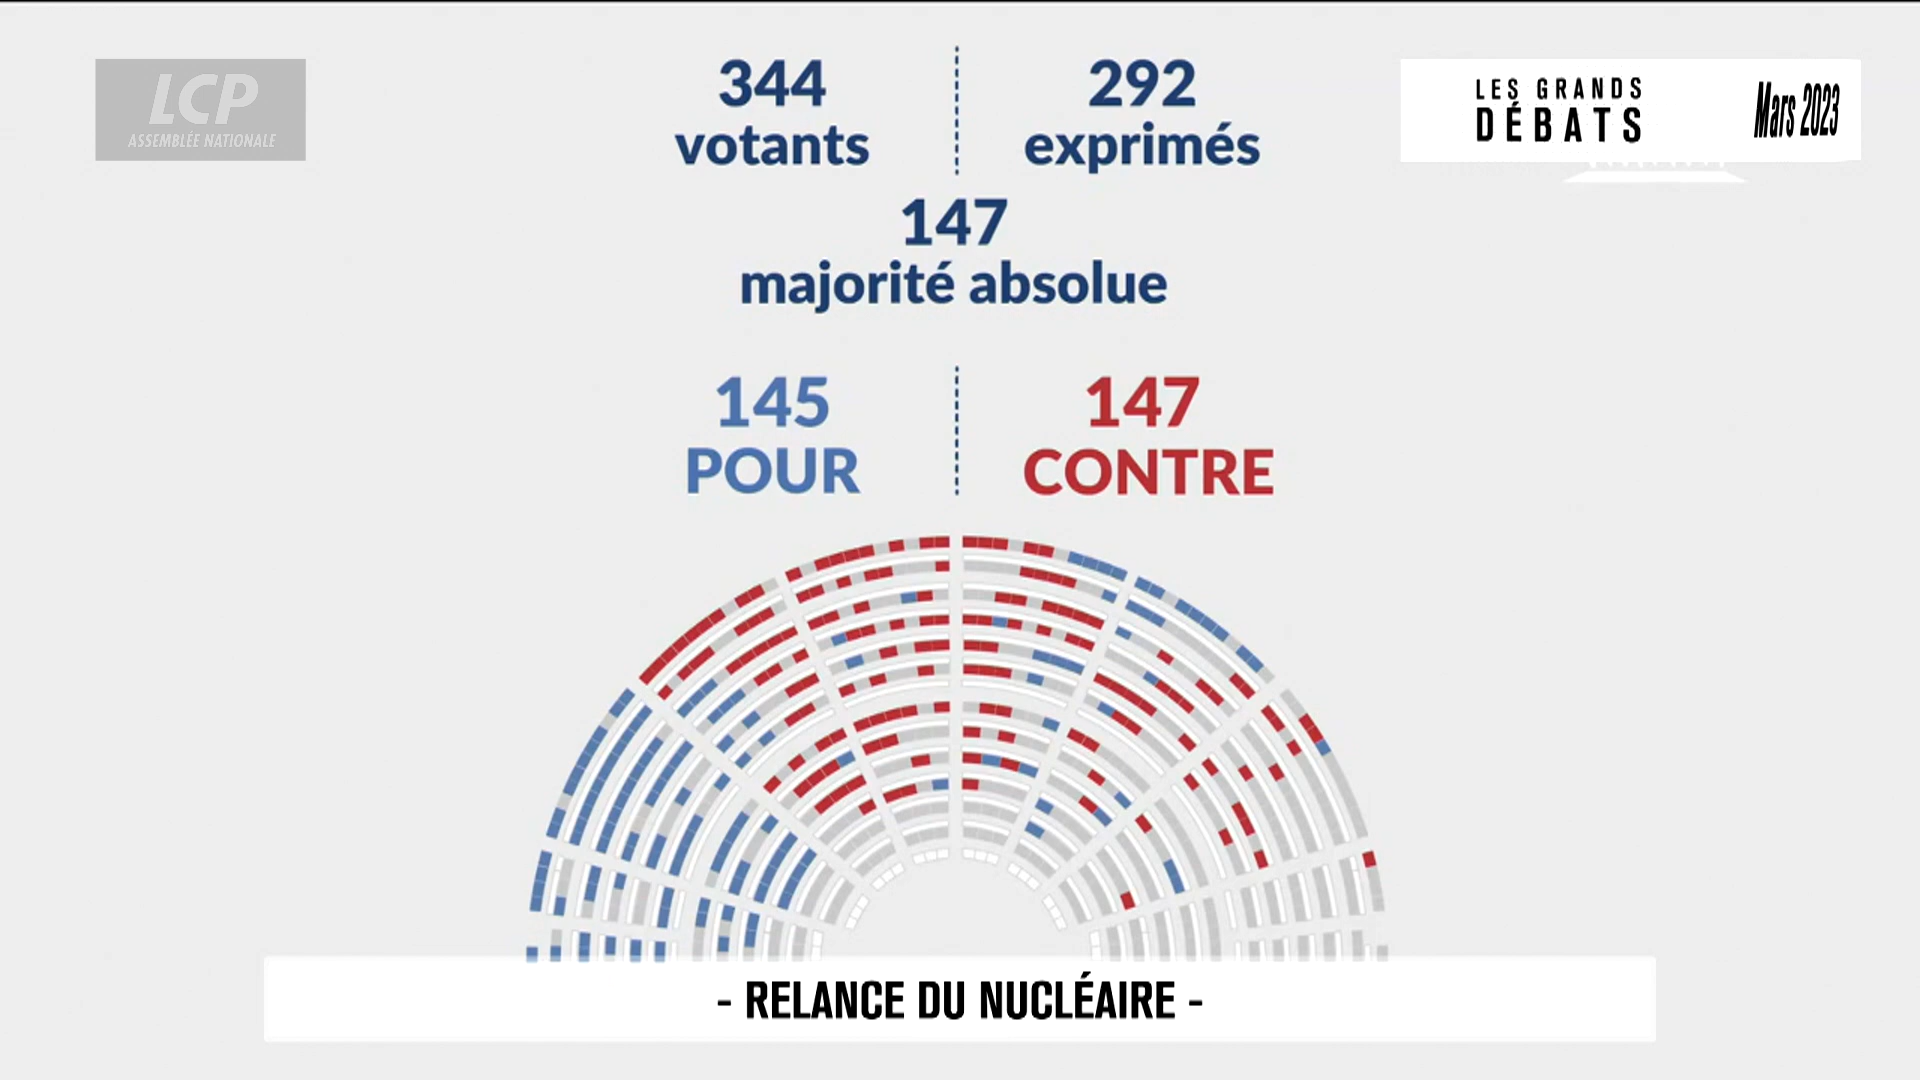 LCP
ASSEMBLÉE NATIONALE
344
votants
292
exprimés
LES GRANDS
DÉBATS
Mars 2023
147
majorité absolue
145
POUR
147
CONTRE
- RELANCE DU NUCLÉAIRE -